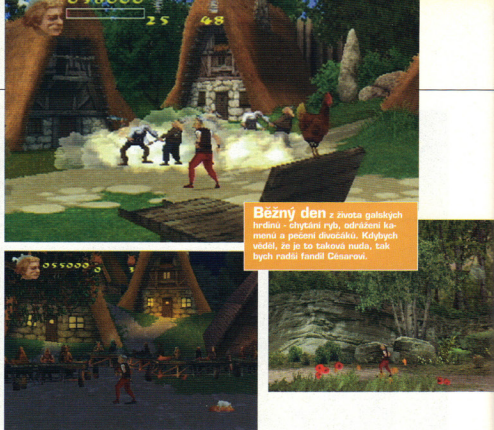 25 48
Běžný den z života galských
hrdinů - chytání ryb, odrážení ka-
menů a pečení divočáků. Kdybych
věděl, že je to taková nuda, tak
bych radši fandil Césarovi.
055000